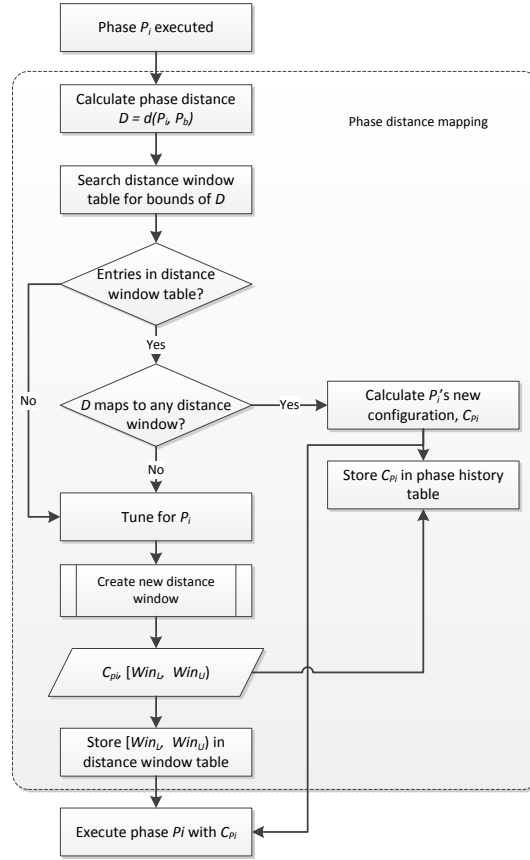 Phase Pi executed
Calculate phase distance
D = d(Pi, Pb)
Phase distance mapping
Search distance window
table for bounds of D
Entries in distance
window table?
Yes
No
D maps to any distance
window?
Yes
Calculate Pi's new
configuration, CPi
No
Store CPi in phase history
table
Tune for Pi
Create new distance
window
Cpi, [WinL, WinU)
Store [WinL, WinU) in
distance window table
Execute phase Pi with CPi